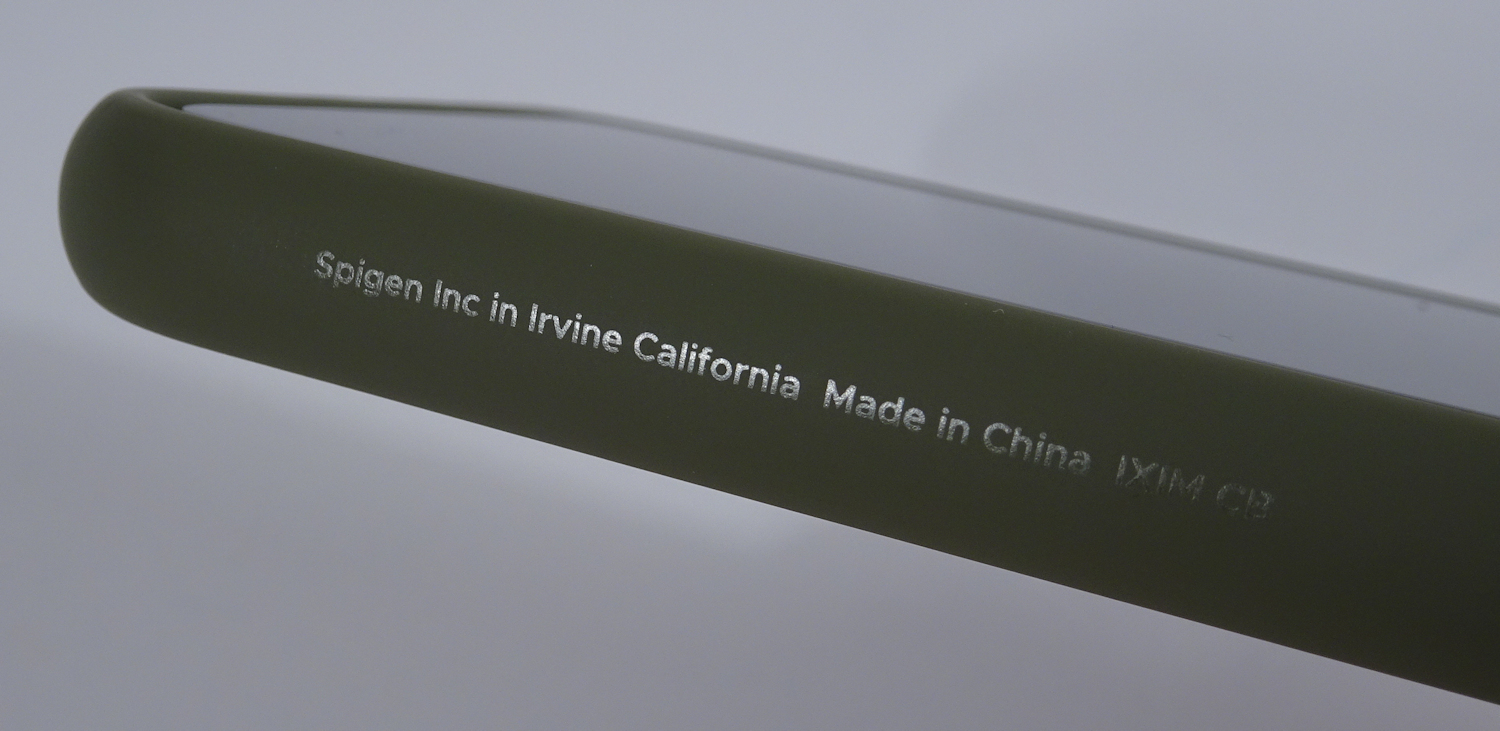 Spigen Inc in Irvine California Made in China IXIM CB